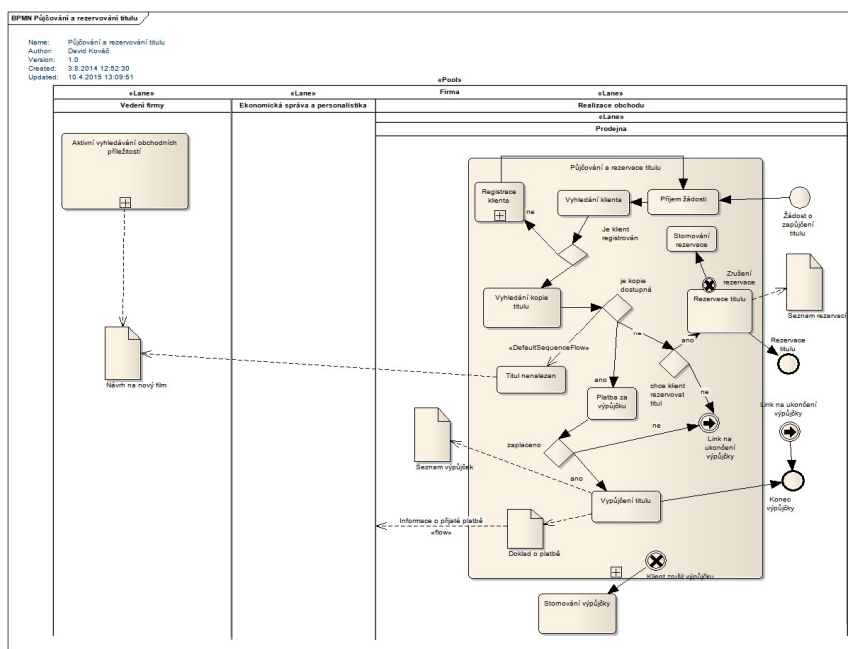 BPMN Půjčování a rezervování titulu
Name: Půjčování a rezervování titulu
Author: David Kováč
Version: 1.0
Created: 3.8.2014 12:52:30
Updated: 10.4.2015 13:09:51
«Pool»
Firma
«Lane»
Vedení firmy
«Lane»
Ekonomická správa a personalistika
«Lane»
Realizace obchodu
«Lane»
Prodejna
Aktivní vyhledávání obchodních
příležitostí
Půjčování a rezervace titulu
Registrace
klienta
Vyhledání klienta
Příjem žádosti
Žádost o
zapůjčení
titulu
ne
Je klient
registrován
Stornování
rezervace
Zrušení
rezervace
Vyhledání kopie
titulu
je kopie
dostupná
Rezervace titulu
Seznam rezervací
ne
ano
Rezervace
titulu
«DefaultSequenceFlow»
Titul nenalezen
Návrh na nový film
ano
chce klient
rezervovat
titul
ne
Platba za
výpůjčku
Link na ukončení
výpůjčky
zaplaceno
ne
Link na
ukončení
výpůjčky
Seznam výpůjček
ano
Vypůjčení titulu
Konec
výpůjčky
Informace o přijaté platbě
«flow»
Doklad o platbě
Klient zrušil výpůjčku
Stornování výpůjčky